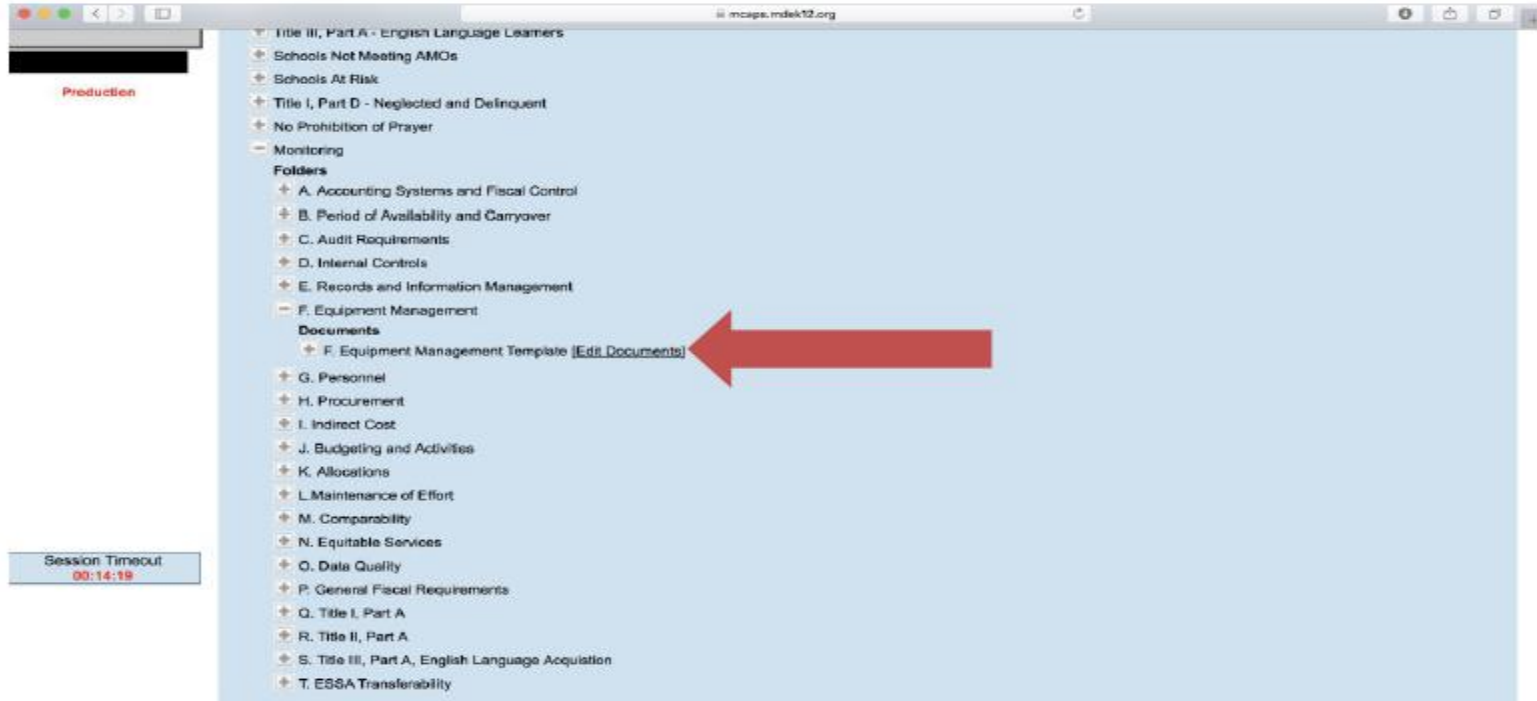 mcaps.mdek12.org
Title III, Part A - English Language Learners
Schools Not Meeting AMOs
Schools At Risk
Production
Title I, Part D - Neglected and Delinquent
No Prohibition of Prayer
Monitoring
Folders
A. Accounting Systems and Fiscal Control
B. Period of Availability and Carryover
C. Audit Requirements
D. Internal Controls
E. Records and Information Management
F. Equipment Management
Documents
F. Equipment Management Template [Edit Documents]
G. Personnel
H. Procurement
I. Indirect Cost
J. Budgeting and Activities
K. Allocations
L.Maintenance of Effort
M. Comparability
N. Equitable Services
Session Timeout
00:14:19
O. Data Quality
P. General Fiscal Requirements
Q. Title I, Part A
R. Title II, Part A
S. Title III, Part A, English Language Acquistion
T. ESSA Transferability